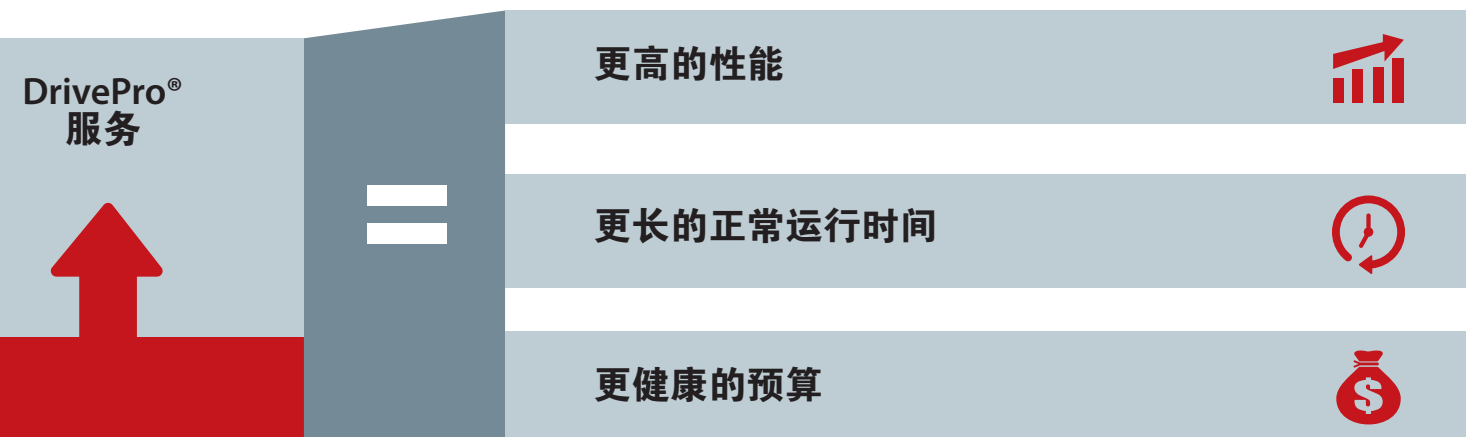 DrivePro®
服务
=
更高的性能
更长的正常运行时间
更健康的预算
$